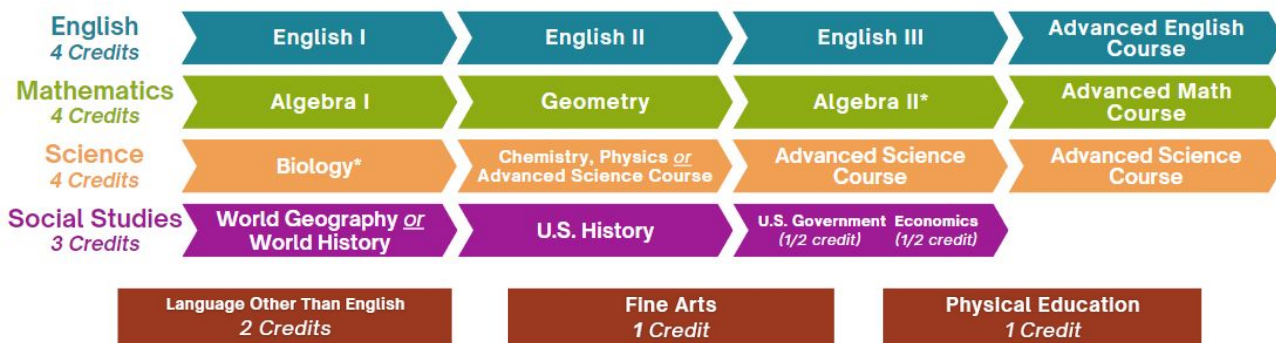 English
4 Credits
English I
English II
English III
Advanced English
Course
Mathematics
4 Credits
Algebra I
Geometry
Algebra II*
Advanced Math
Course
Science
4 Credits
Biology*
Chemistry, Physics or
Advanced Science Course
Advanced Science
Course
Advanced Science
Course
Social Studies
3 Credits
World Geography or
World History
U.S. History
U.S. Government
(1/2 credit)
Economics
(1/2 credit)
Language Other Than English
2 Credits
Fine Arts
1 Credit
Physical Education
1 Credit